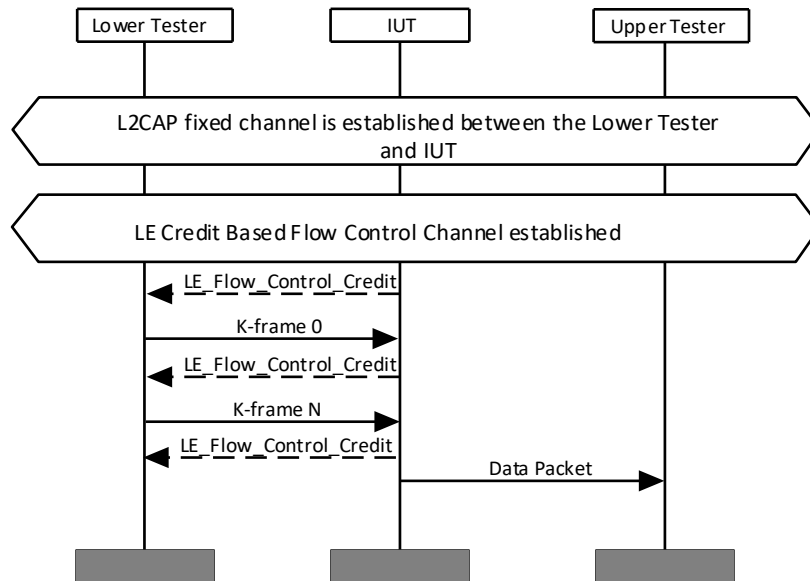 Lower Tester
IUT
Upper Tester
L2CAP fixed channel is established between the Lower Tester
and IUT
LE Credit Based Flow Control Channel established
LE_Flow_Control_Credit
K-frame 0
LE_Flow_Control_Credit
K-frame N
LE_Flow_Control_Credit
Data Packet